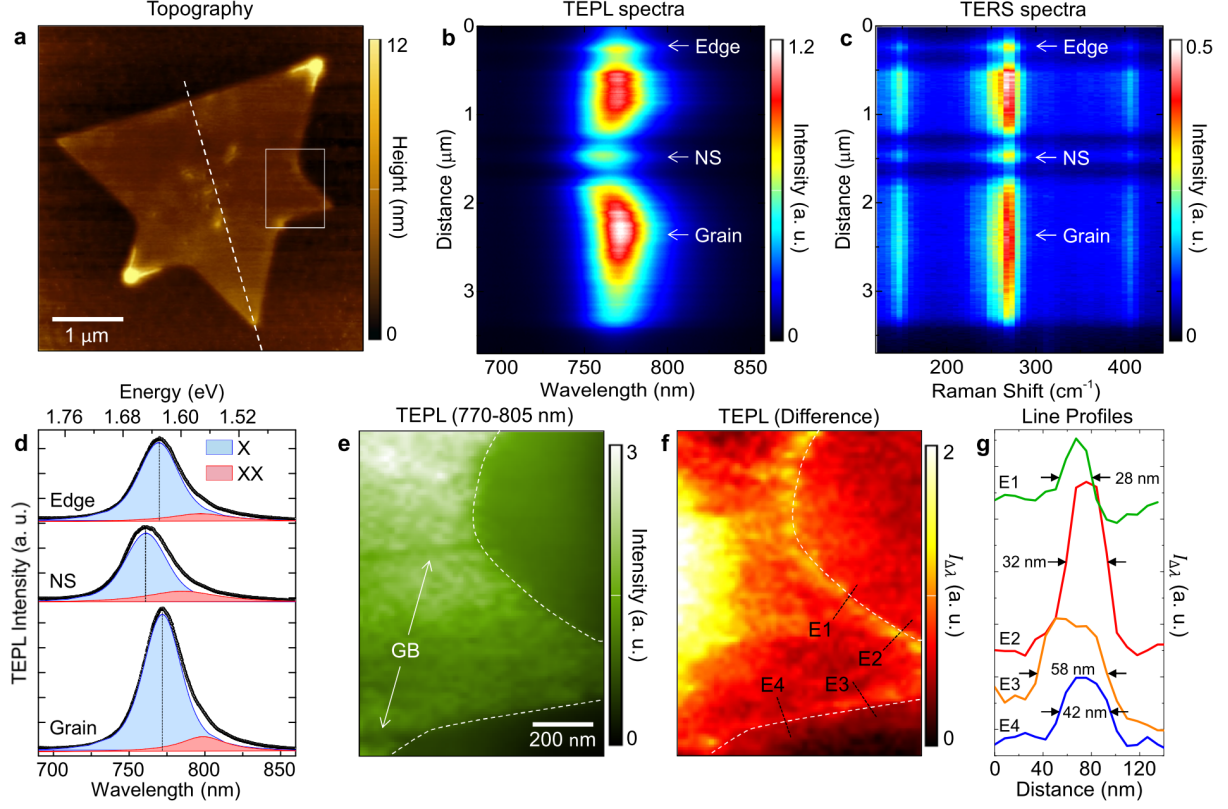 Topography
a
12
Height (nm)
0
1 µm
TEPL spectra
b
0
1
2
3
Distance (µm)
Edge
NS
Grain
700 750 800 850
Wavelength (nm)
1.2
Intensity (a. u.)
0
TERS spectra
c
0
1
2
3
Distance (µm)
Edge
NS
Grain
200 300 400
Raman Shift (cm⁻¹)
0.5
Intensity (a. u.)
0
Energy (eV)
1.76 1.68 1.60 1.52
d
X
XX
Edge
NS
Grain
TEPL Intensity (a. u.)
700 750 800 850
Wavelength (nm)
TEPL (770-805 nm)
e
GB
200 nm
3
Intensity (a. u.)
0
TEPL (Difference)
f
E1
E2
E3
E4
2
IΔλ (a. u.)
0
Line Profiles
g
E1
28 nm
32 nm
E2
E3
58 nm
E4
42 nm
IΔλ (a. u.)
0 40 80 120
Distance (nm)